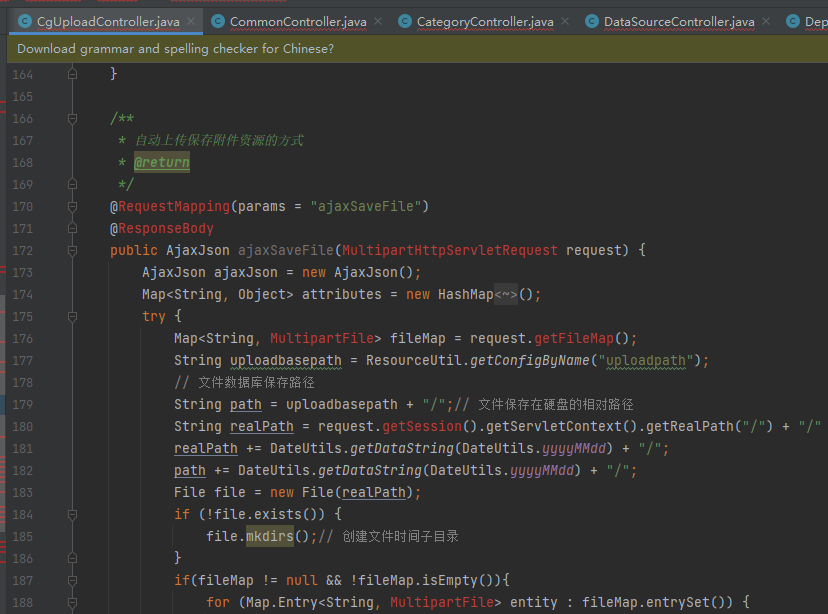 CgUploadController.java CommonController.java CategoryController.java DataSourceController.java Dep
Download grammar and spelling checker for Chinese?
164 }
165
166 /**
167 * 自动上传保存附件资源的方式
168 * @return
169 */
170 @RequestMapping(params = "ajaxSaveFile")
171 @ResponseBody
172 public AjaxJson ajaxSaveFile(MultipartHttpServletRequest request) {
173 AjaxJson ajaxJson = new AjaxJson();
174 Map<String, Object> attributes = new HashMap<~>();
175 try {
176 Map<String, MultipartFile> fileMap = request.getFileMap();
177 String uploadbasepath = ResourceUtil.getConfigByName("uploadpath");
178 // 文件数据库保存路径
179 String path = uploadbasepath + "/";// 文件保存在硬盘的相对路径
180 String realPath = request.getSession().getServletContext().getRealPath("/") + "/"
181 realPath += DateUtils.getDataString(DateUtils.yyyyMMdd) + "/";
182 path += DateUtils.getDataString(DateUtils.yyyyMMdd) + "/";
183 File file = new File(realPath);
184 if (!file.exists()) {
185 file.mkdirs();// 创建文件时间子目录
186 }
187 if(fileMap != null && !fileMap.isEmpty()){
188 for (Map.Entry<String, MultipartFile> entity : fileMap.entrySet()) {